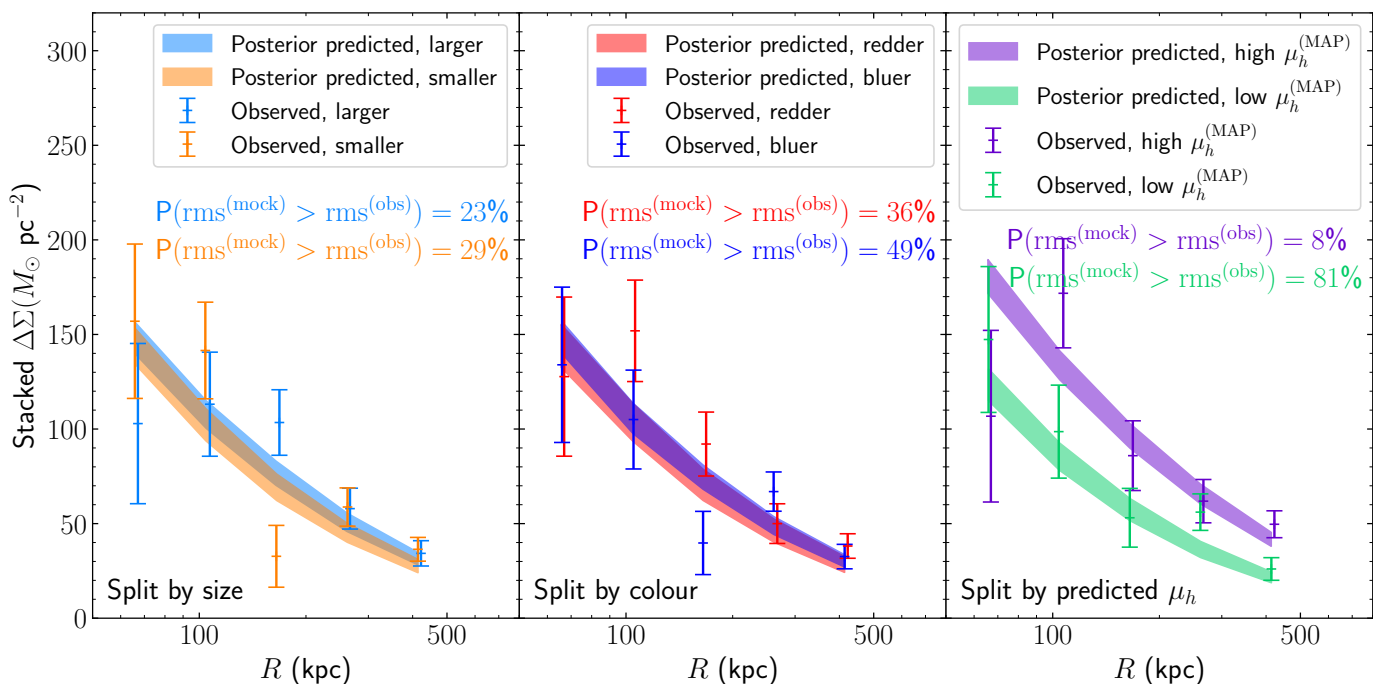 Stacked ΔΣ(M⊙ pc⁻²)
300
250
200
150
100
50
0
Posterior predicted, larger
Posterior predicted, smaller
Observed, larger
Observed, smaller
P(rms^(mock) > rms^(obs)) = 23%
P(rms^(mock) > rms^(obs)) = 29%
Split by size
100 500
R (kpc)
Posterior predicted, redder
Posterior predicted, bluer
Observed, redder
Observed, bluer
P(rms^(mock) > rms^(obs)) = 36%
P(rms^(mock) > rms^(obs)) = 49%
Split by colour
100 500
R (kpc)
Posterior predicted, high μ_h^(MAP)
Posterior predicted, low μ_h^(MAP)
Observed, high μ_h^(MAP)
Observed, low μ_h^(MAP)
P(rms^(mock) > rms^(obs)) = 8%
P(rms^(mock) > rms^(obs)) = 81%
Split by predicted μ_h
100 500
R (kpc)